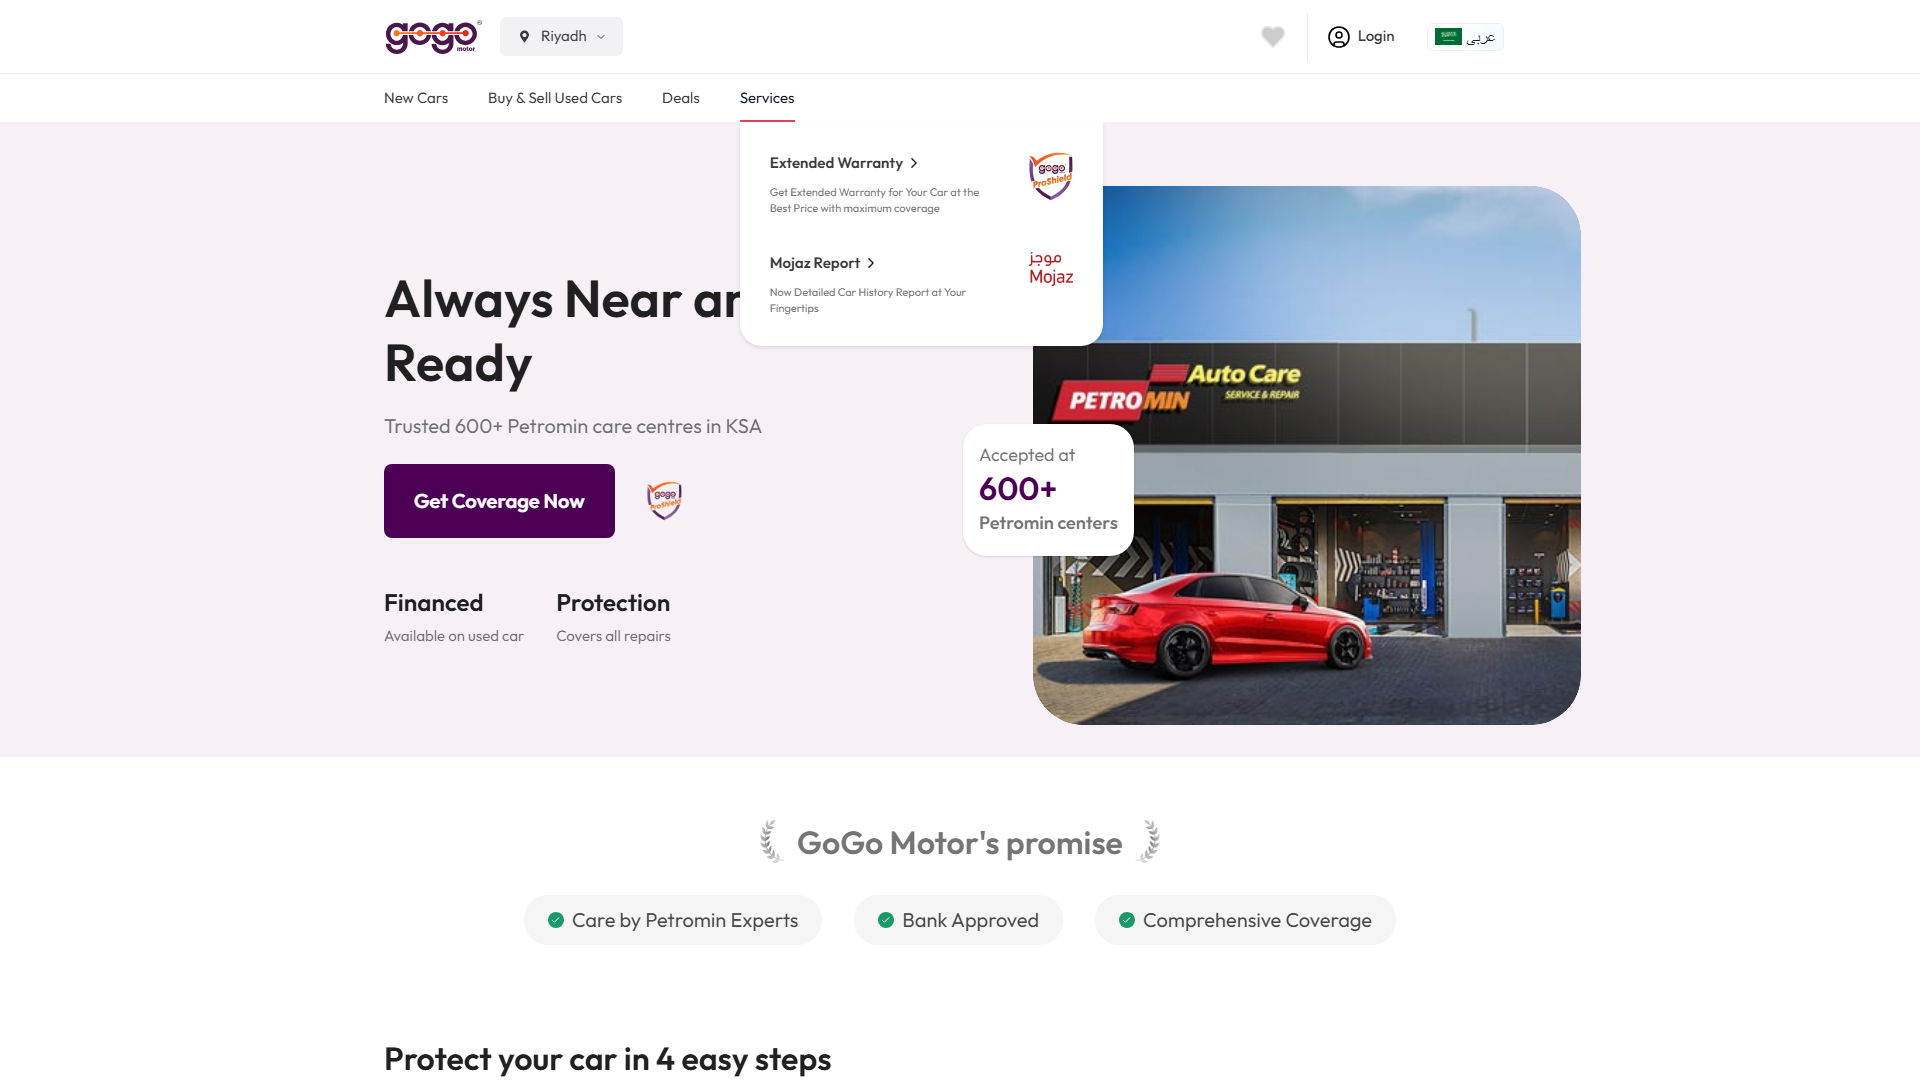 gogo motor
Riyadh
Login
عربي
New Cars
Buy & Sell Used Cars
Deals
Services
Extended Warranty
Get Extended Warranty for Your Car at the
Best Price with maximum coverage
gogo
ProShield
Mojaz Report
Now Detailed Car History Report at Your
Fingertips
موجز
Mojaz
Always Near an
Ready
Trusted 600+ Petromin care centres in KSA
Get Coverage Now
gogo
ProShield
Financed
Available on used car
Protection
Covers all repairs
PETROMIN
Auto Care
SERVICE & REPAIR
Accepted at
600+
Petromin centers
GoGo Motor's promise
Care by Petromin Experts
Bank Approved
Comprehensive Coverage
Protect your car in 4 easy steps